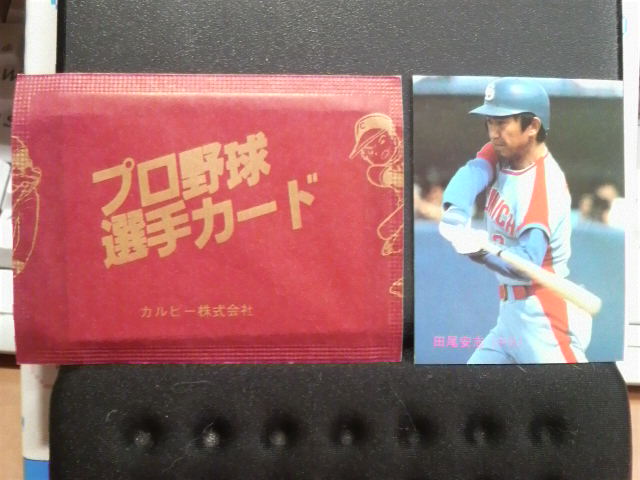 プロ野球
選手カード
カルビー株式会社
田尾安志